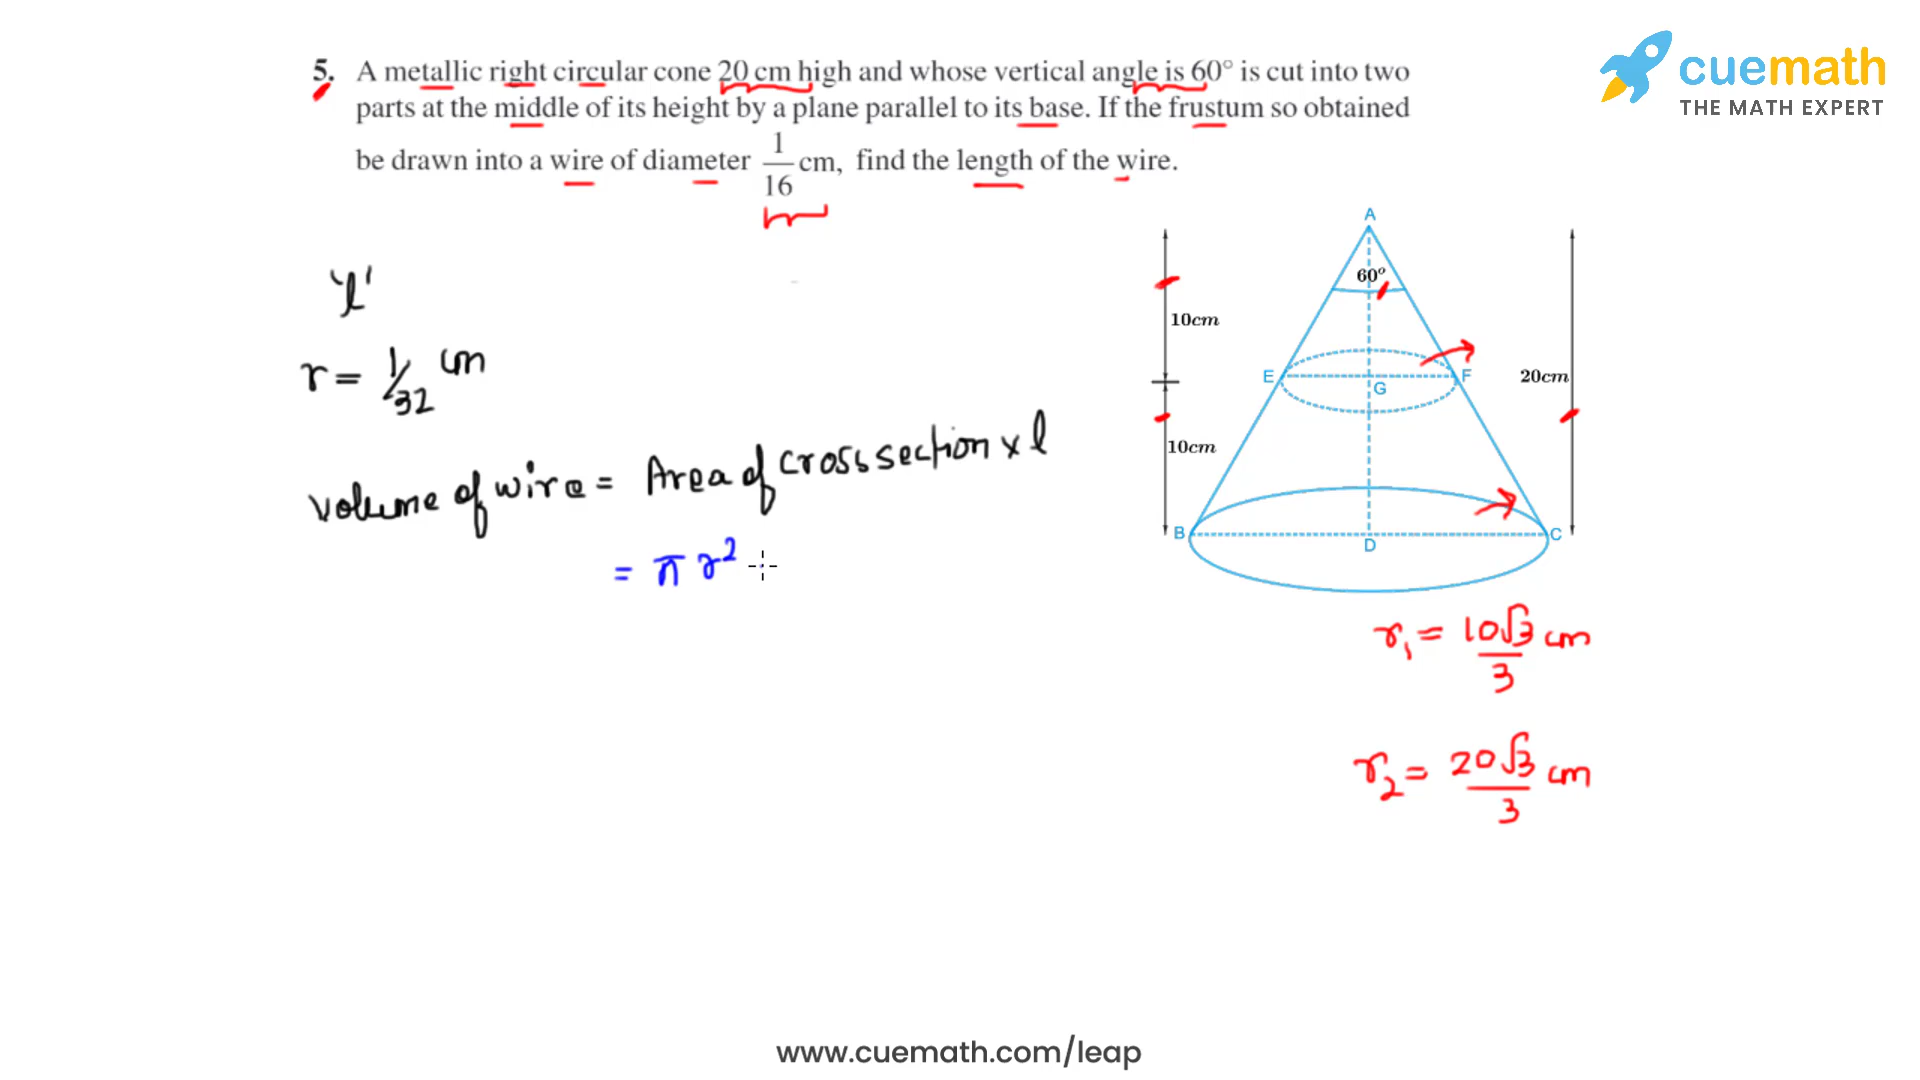 5. A metallic right circular cone 20 cm high and whose vertical angle is 60° is cut into two
parts at the middle of its height by a plane parallel to its base. If the frustum so obtained
be drawn into a wire of diameter 1/16 cm, find the length of the wire.
cuemath
THE MATH EXPERT
'l'
r = 1/32 cm
Volume of wire = Area of cross section x l
= π r²
A
60°
10cm
E
F
G
20cm
10cm
B
D
C
r₁ = 10√3/3 cm
r₂ = 20√3/3 cm
www.cuemath.com/leap